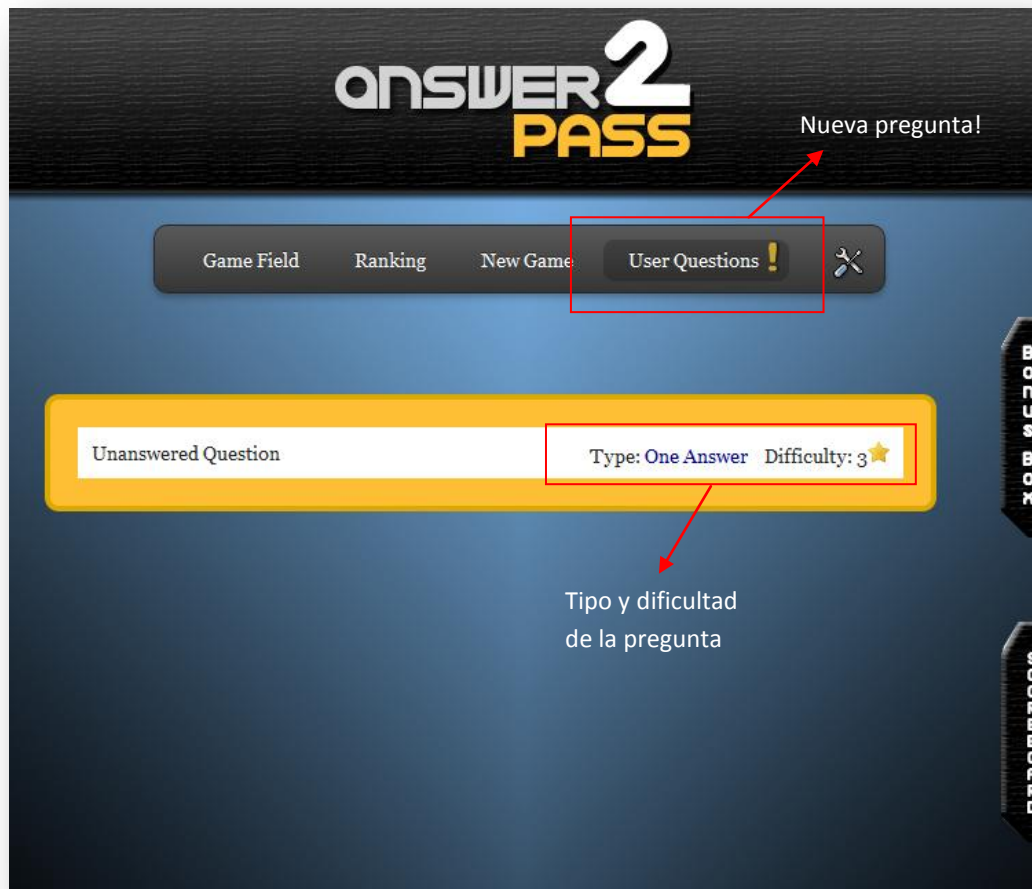 answer2
PASS
Nueva pregunta!
Game Field Ranking New Game User Questions !
BONUS BOX
Unanswered Question Type: One Answer Difficulty: 3
Tipo y dificultad
de la pregunta
SCOREBOARD